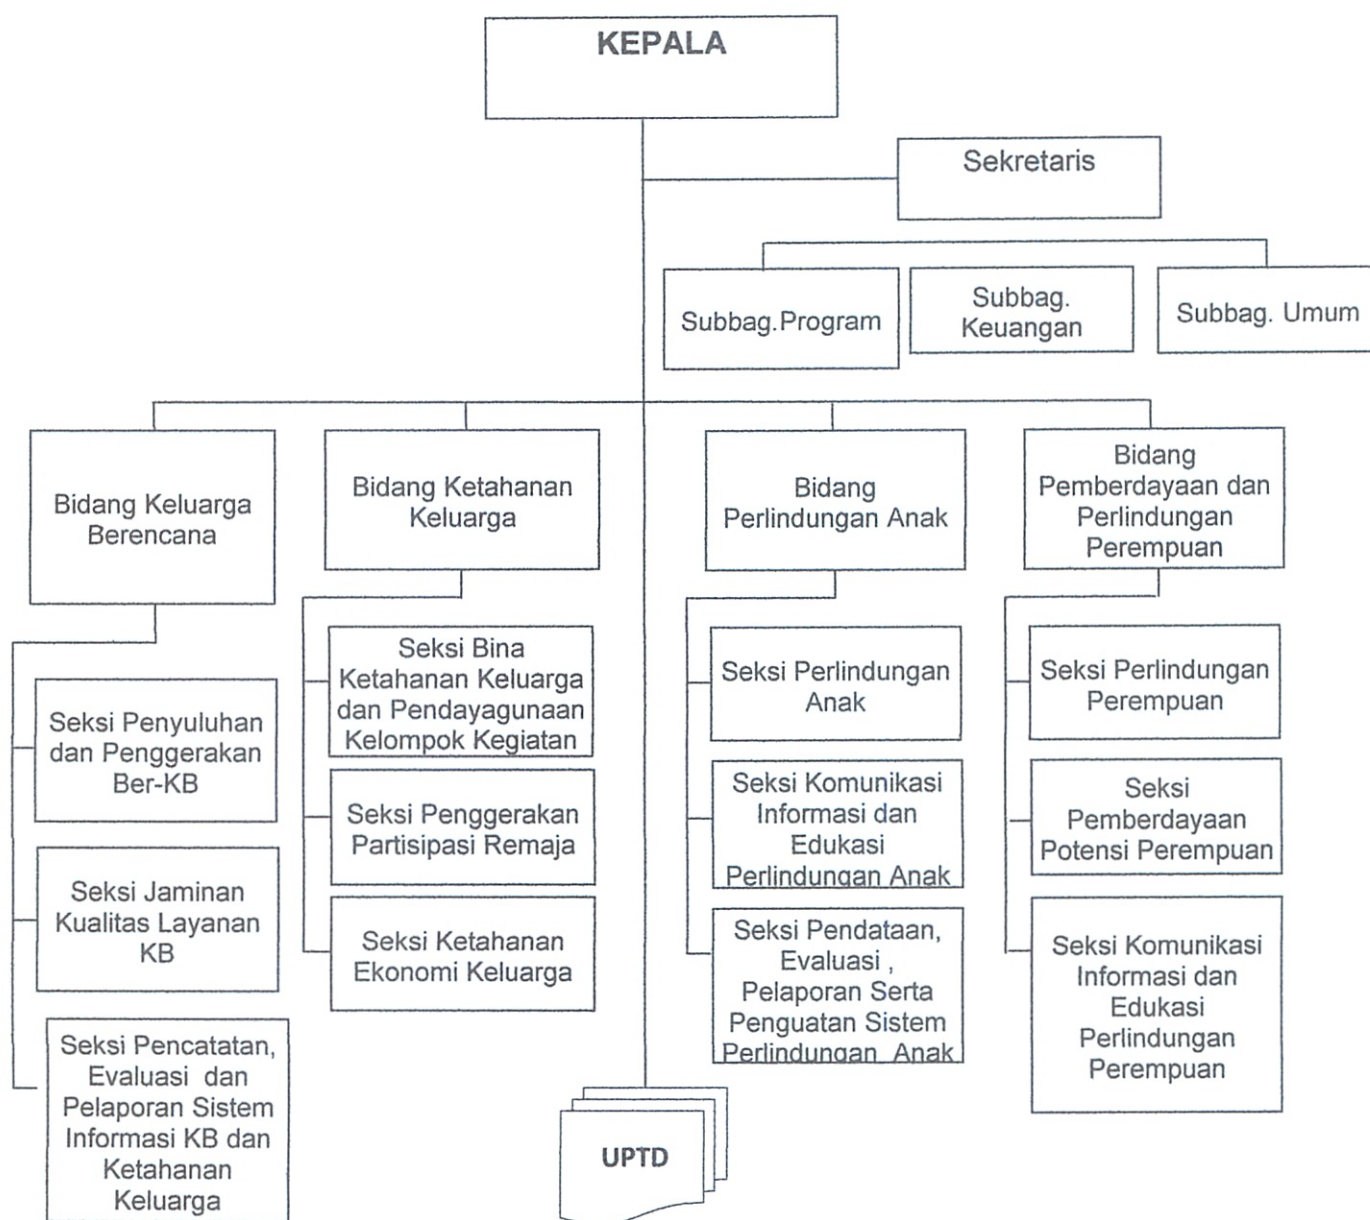 KEPALA
Sekretaris
Subbag.Program
Subbag.
Keuangan
Subbag. Umum
Bidang Keluarga
Berencana
Bidang Ketahanan
Keluarga
Bidang
Perlindungan Anak
Bidang
Pemberdayaan dan
Perlindungan
Perempuan
Seksi Penyuluhan
dan Penggerakan
Ber-KB
Seksi Jaminan
Kualitas Layanan
KB
Seksi Pencatatan,
Evaluasi dan
Pelaporan Sistem
Informasi KB dan
Ketahanan
Keluarga
Seksi Bina
Ketahanan Keluarga
dan Pendayagunaan
Kelompok Kegiatan
Seksi Penggerakan
Partisipasi Remaja
Seksi Ketahanan
Ekonomi Keluarga
Seksi Perlindungan
Anak
Seksi Komunikasi
Informasi dan
Edukasi
Perlindungan Anak
Seksi Pendataan,
Evaluasi ,
Pelaporan Serta
Penguatan Sistem
Perlindungan Anak
Seksi Perlindungan
Perempuan
Seksi
Pemberdayaan
Potensi Perempuan
Seksi Komunikasi
Informasi dan
Edukasi
Perlindungan
Perempuan
UPTD